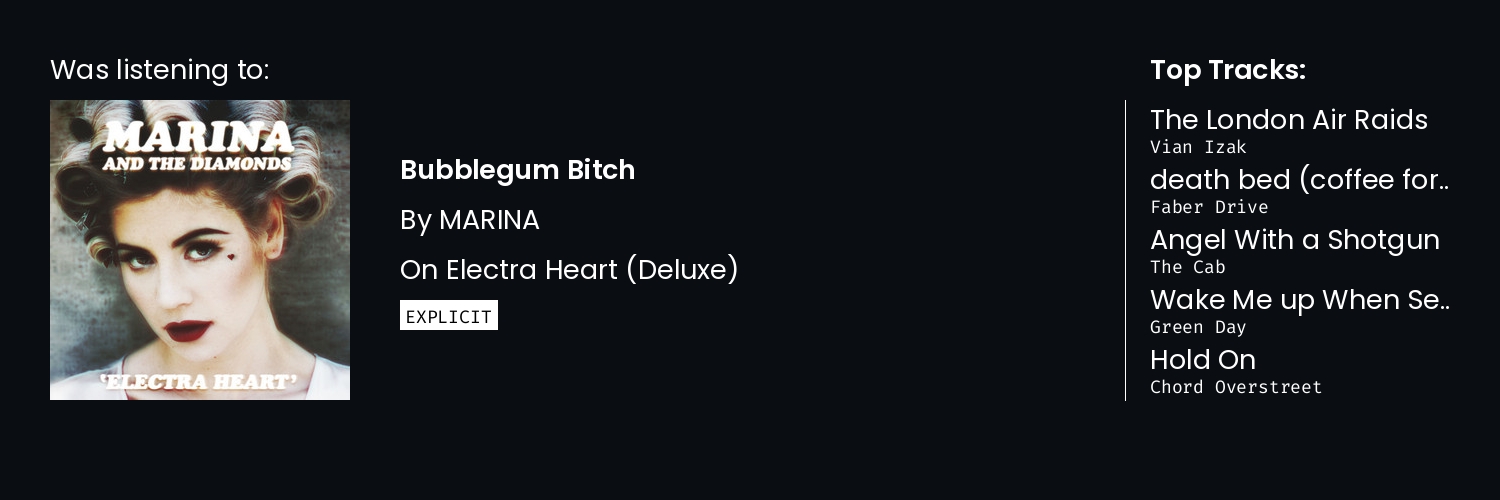 Was listening to:
MARINA
AND THE DIAMONDS
'ELECTRA HEART'
Bubblegum Bitch
By MARINA
On Electra Heart (Deluxe)
EXPLICIT
Top Tracks:
The London Air Raids
Vian Izak
death bed (coffee for..
Faber Drive
Angel With a Shotgun
The Cab
Wake Me up When Se..
Green Day
Hold On
Chord Overstreet